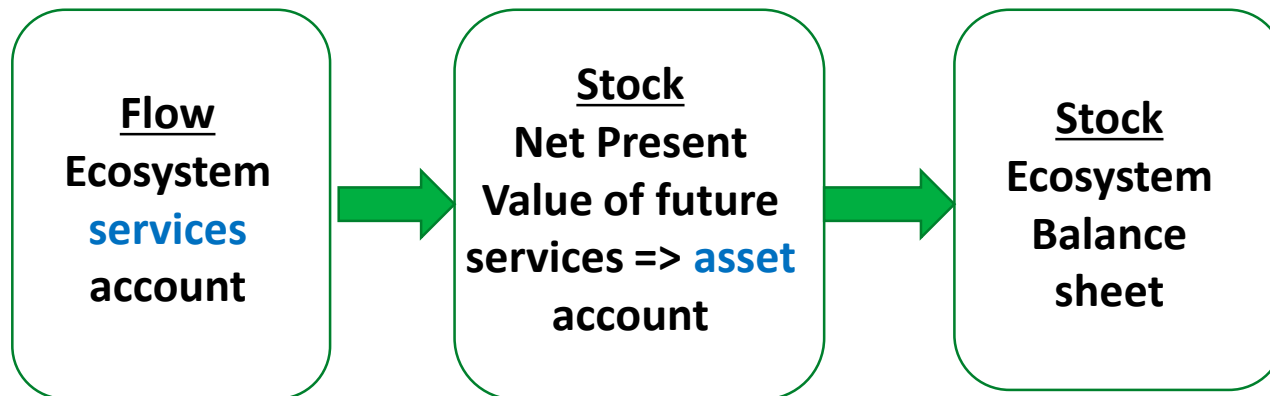 Flow
Ecosystem
services
account
Stock
Net Present
Value of future
services => asset
account
Stock
Ecosystem
Balance
sheet